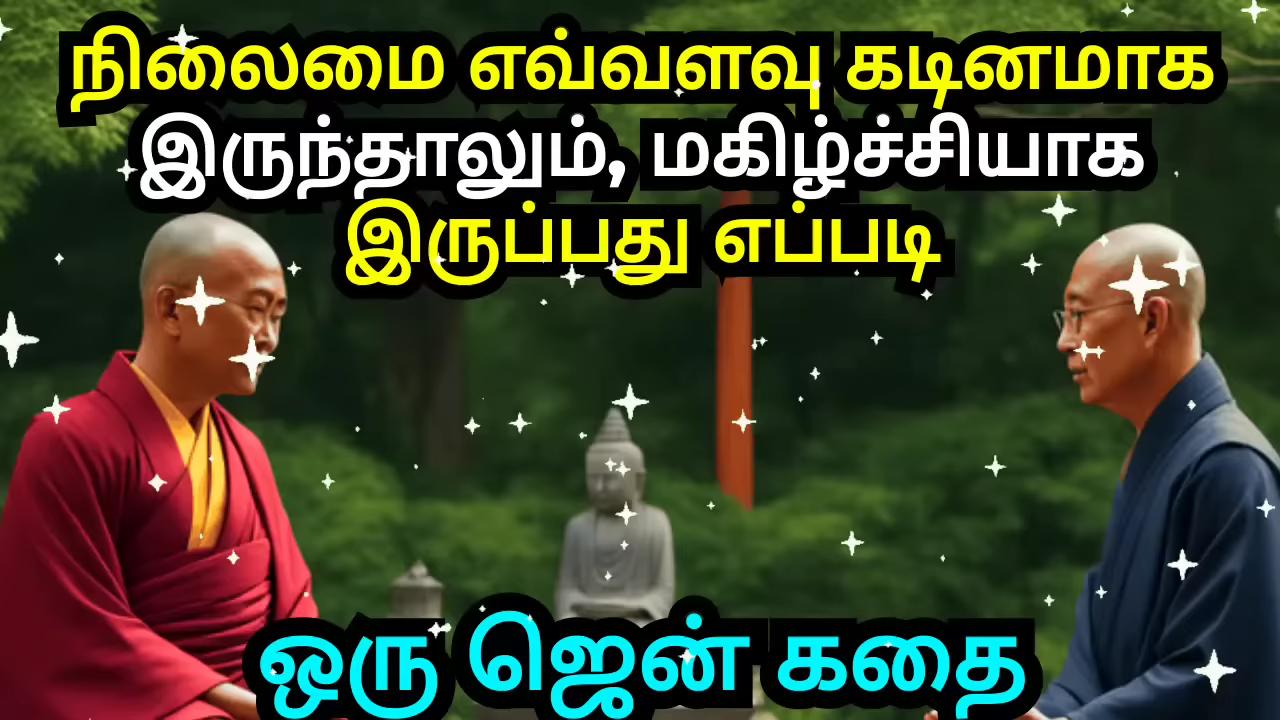 நிலைமை எவ்வளவு கடினமாக
இருந்தாலும், மகிழ்ச்சியாக
இருப்பது எப்படி
ஒரு ஜென் கதை